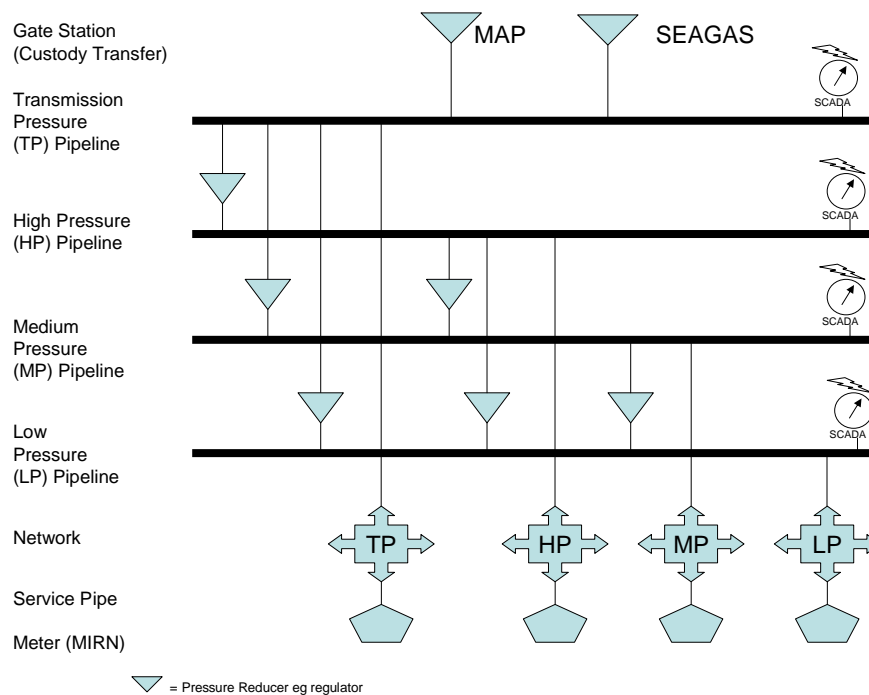 Gate Station
(Custody Transfer)
MAP
SEAGAS
SCADA
Transmission
Pressure
(TP) Pipeline
SCADA
High Pressure
(HP) Pipeline
SCADA
Medium
Pressure
(MP) Pipeline
SCADA
Low
Pressure
(LP) Pipeline
Network
TP
HP
MP
LP
Service Pipe
Meter (MIRN)
= Pressure Reducer eg regulator